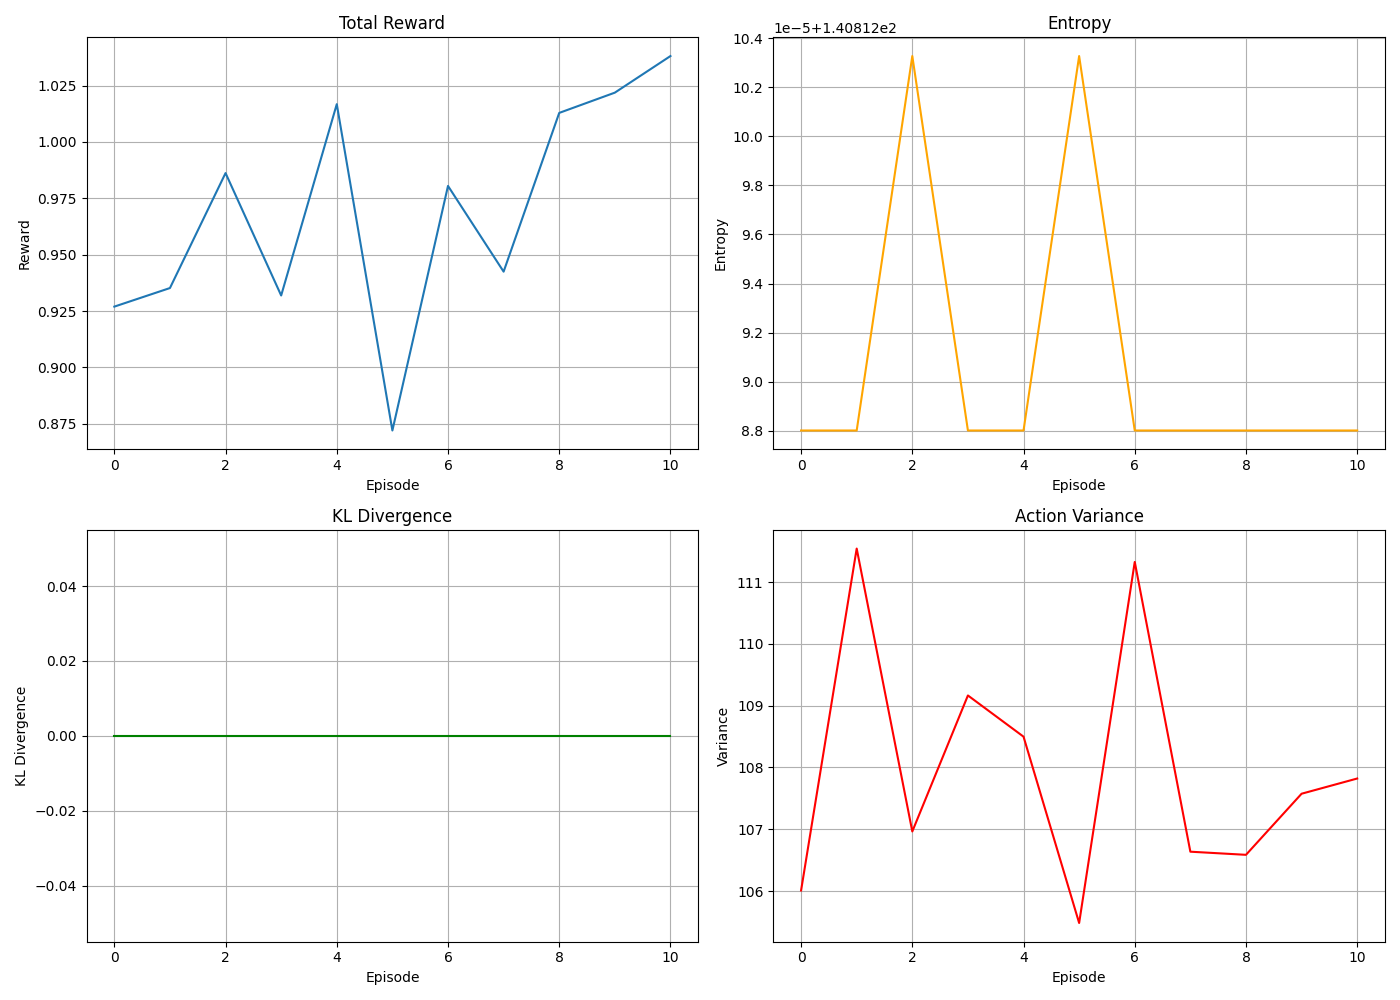 Total Reward
Reward
1.025
1.000
0.975
0.950
0.925
0.900
0.875
0 2 4 6 8 10
Episode
Entropy
1e−5+1.40812e2
Entropy
10.4
10.2
10.0
9.8
9.6
9.4
9.2
9.0
8.8
0 2 4 6 8 10
Episode
KL Divergence
KL Divergence
0.04
0.02
0.00
−0.02
−0.04
0 2 4 6 8 10
Episode
Action Variance
Variance
111
110
109
108
107
106
0 2 4 6 8 10
Episode